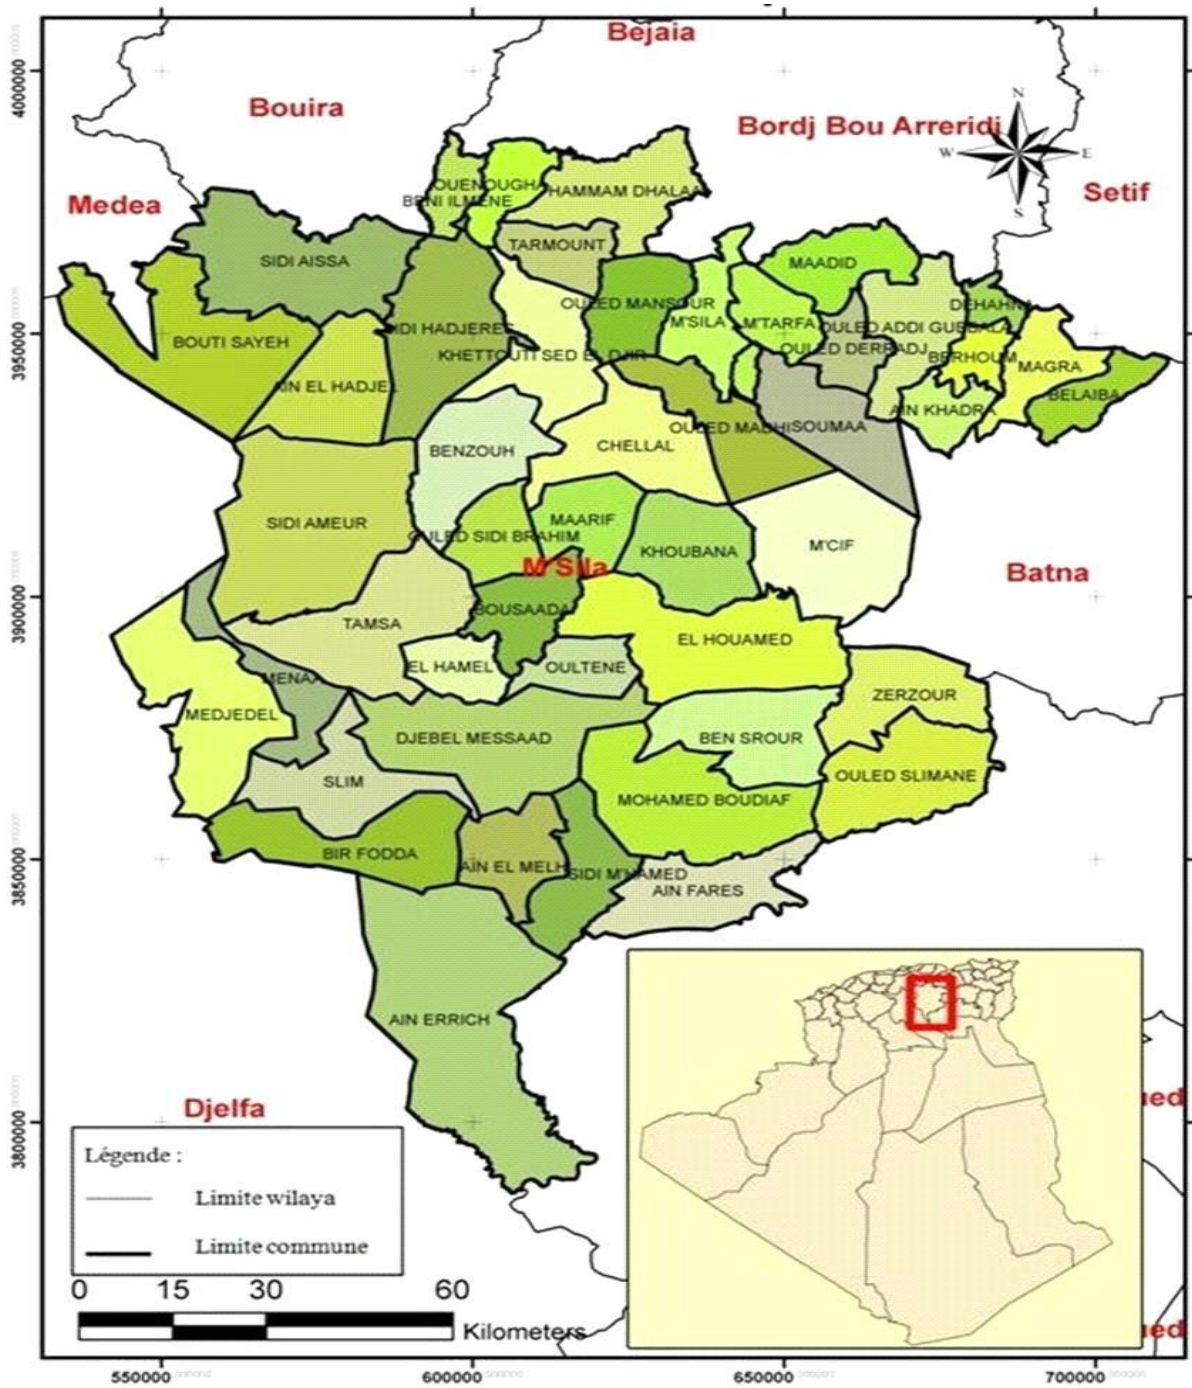 Bejaia
Bouira
Bordj Bou Arreridi
N
W
E
S
Setif
Medea
OUENOUGHA
BENI ILMENE
HAMMAM DHALAA
TARMOUNT
SIDI AISSA
MAADID
OULED MANSOUR
DEHAHNA
M'SILA
M'TARFA
OULED ADDI GUEBALA
SIDI HADJERES
BOUTI SAYEH
KHETTOUTI SED EL DJIR
OULED DERRADJ
BERHOUM
MAGRA
AIN EL HADJEL
BELAIBA
AIN KHADRA
OULED MADHI
SOUMAA
CHELLAL
BENZOUH
SIDI AMEUR
MAARIF
OULED SIDI BRAHIM
KHOUBANA
M'CIF
M'Sila
Batna
BOUSAADA
TAMSA
EL HOUAMED
EL HAMEL
OULTENE
MENAA
ZERZOUR
MEDJEDEL
DJEBEL MESSAAD
BEN SROUR
SLIM
OULED SLIMANE
MOHAMED BOUDIAF
BIR FODDA
AIN EL MELH
SIDI M'HAMED
AIN FARES
AIN ERRICH
Djelfa
ued
ued
Légende :
Limite wilaya
Limite commune
0 15 30 60
Kilometers
4000000
3950000
3900000
3850000
3800000
550000 600000 650000 700000